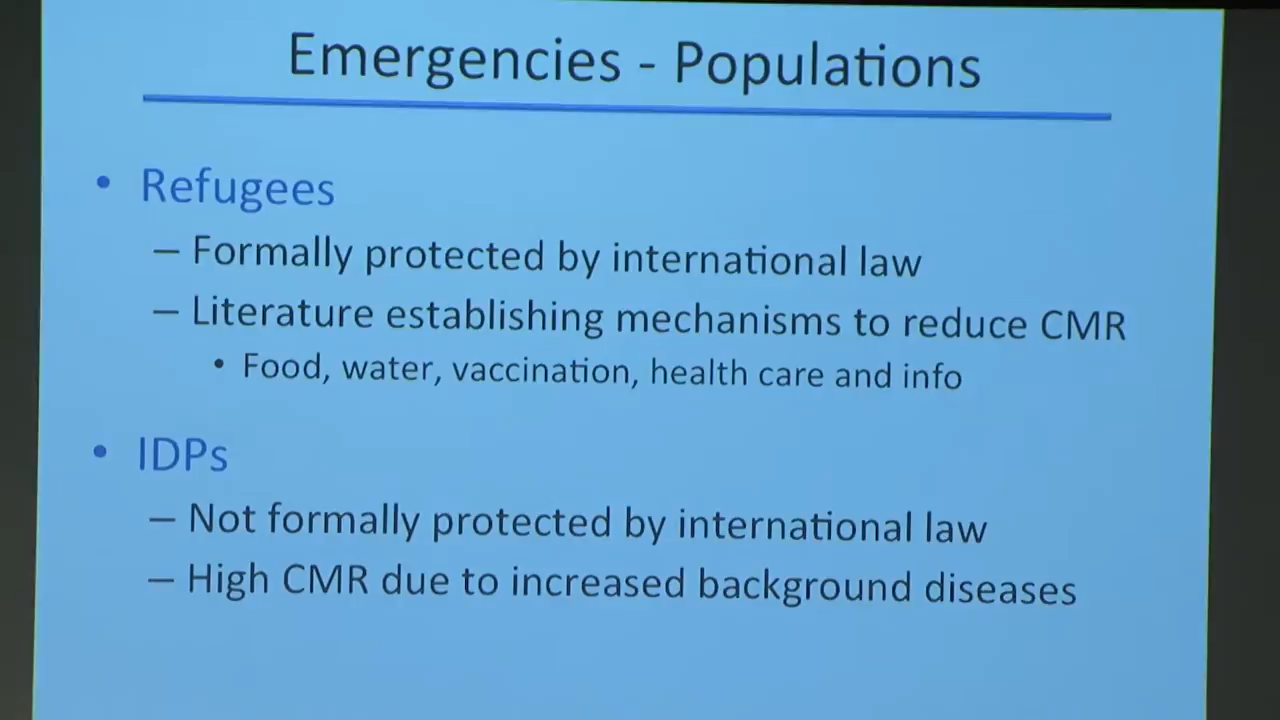 Emergencies - Populations
• Refugees
– Formally protected by international law
– Literature establishing mechanisms to reduce CMR
• Food, water, vaccination, health care and info
• IDPs
– Not formally protected by international law
– High CMR due to increased background diseases